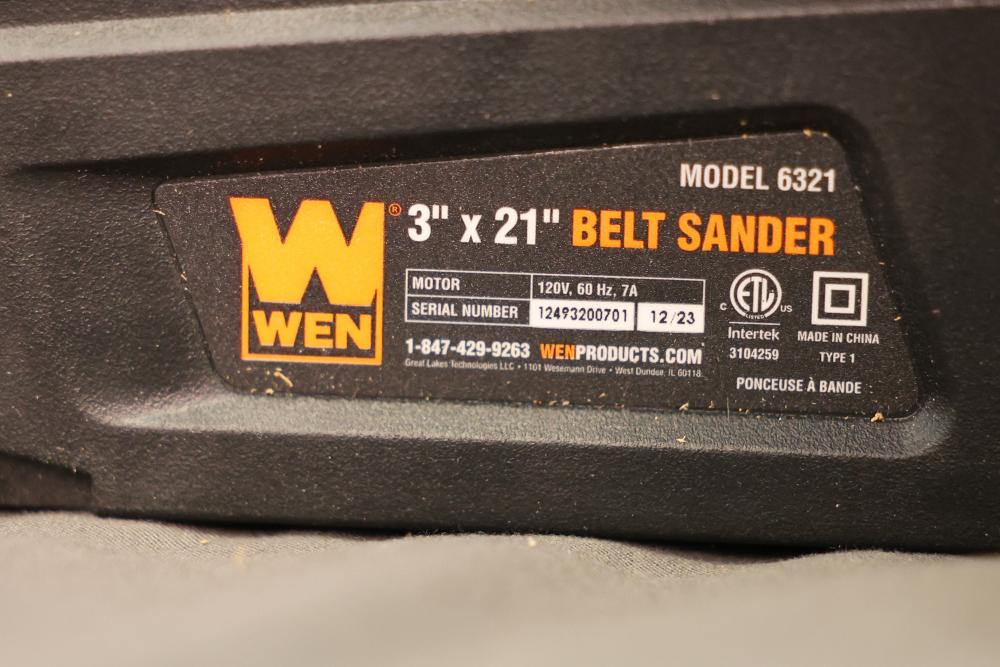 MODEL 6321
WEN®
3" x 21" BELT SANDER
MOTOR 120V, 60 Hz, 7A
SERIAL NUMBER 12493200701 12/23
1-847-429-9263 WENPRODUCTS.COM
Great Lakes Technologies LLC • 1101 Wesemann Drive • West Dundee, IL 60118
C ETL US
LISTED
Intertek
3104259
MADE IN CHINA
TYPE 1
PONCEUSE À BANDE